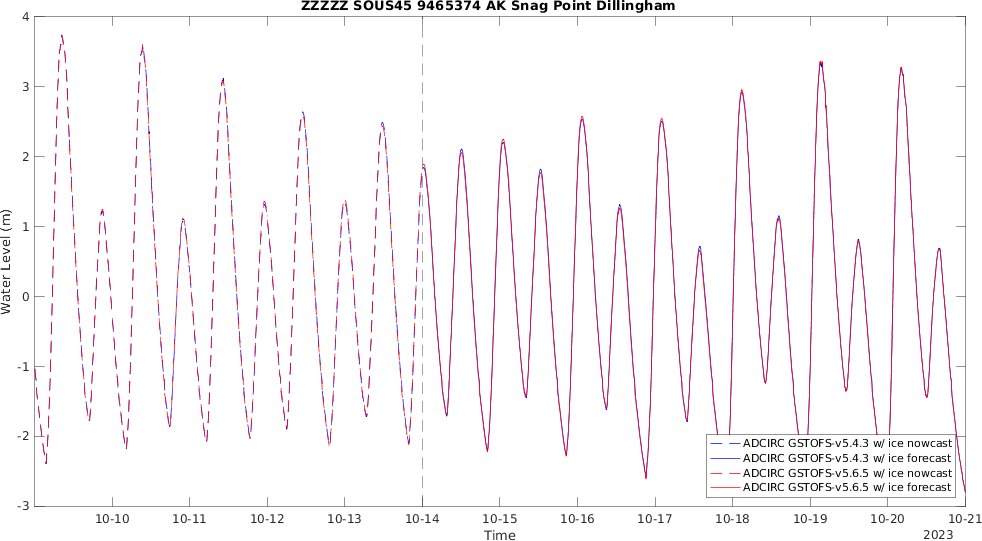 ZZZZZ SOUS45 9465374 AK Snag Point Dillingham
4
3
2
1
0
-1
-2
-3
Water Level (m)
ADCIRC GSTOFS-v5.4.3 w/ ice nowcast
ADCIRC GSTOFS-v5.4.3 w/ ice forecast
ADCIRC GSTOFS-v5.6.5 w/ ice nowcast
ADCIRC GSTOFS-v5.6.5 w/ ice forecast
10-10 10-11 10-12 10-13 10-14 10-15 10-16 10-17 10-18 10-19 10-20 10-21
Time
2023